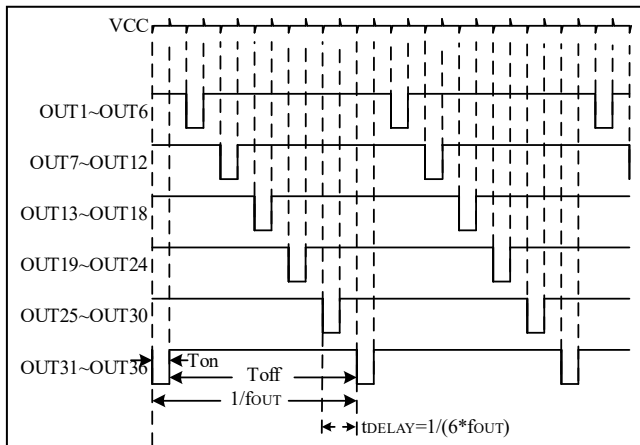 VCC
OUT1~OUT6
OUT7~OUT12
OUT13~OUT18
OUT19~OUT24
OUT25~OUT30
OUT31~OUT36
Ton
Toff
1/fOUT
tDELAY=1/(6*fOUT)